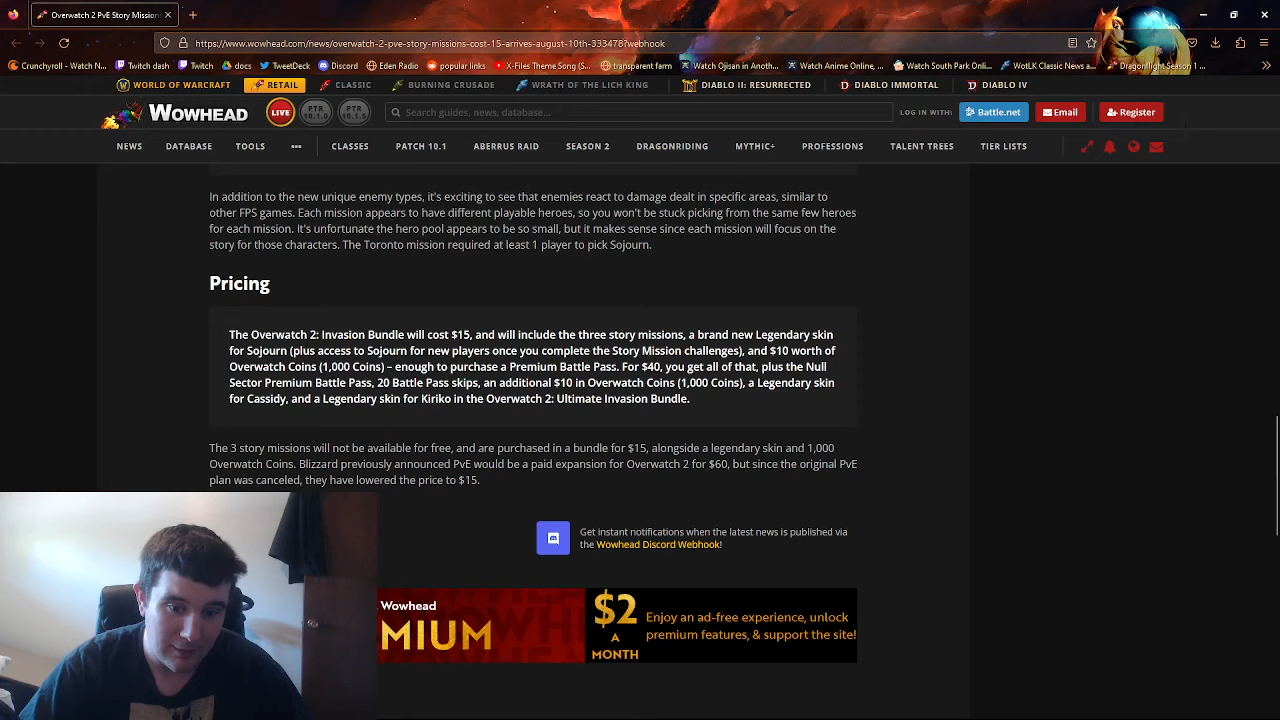 Overwatch 2 PvE Story Mission
https://www.wowhead.com/news/overwatch-2-pve-story-missions-cost-15-arrives-august-10th-333478?webhook
Crunchyroll - Watch N... Twitch dash Twitch docs TweetDeck Discord Eden Radio popular links X-Files Theme Song (S... transparent farm Watch Ojisan in Anoth... Watch Anime Online, ... Watch South Park Onli... WotLK Classic News a... Dragonflight Season 1 ...
WORLD OF WARCRAFT RETAIL CLASSIC BURNING CRUSADE WRATH OF THE LICH KING DIABLO II: RESURRECTED DIABLO IMMORTAL DIABLO IV
WOWHEAD LIVE PTR 10.1.0 PTR 10.1.5 Search guides, news, database... LOG IN WITH: Battle.net Email Register
NEWS DATABASE TOOLS ••• CLASSES PATCH 10.1 ABERRUS RAID SEASON 2 DRAGONRIDING MYTHIC+ PROFESSIONS TALENT TREES TIER LISTS
In addition to the new unique enemy types, it's exciting to see that enemies react to damage dealt in specific areas, similar to
other FPS games. Each mission appears to have different playable heroes, so you won't be stuck picking from the same few heroes
for each mission. It's unfortunate the hero pool appears to be so small, but it makes sense since each mission will focus on the
story for those characters. The Toronto mission required at least 1 player to pick Sojourn.
Pricing
The Overwatch 2: Invasion Bundle will cost $15, and will include the three story missions, a brand new Legendary skin
for Sojourn (plus access to Sojourn for new players once you complete the Story Mission challenges), and $10 worth of
Overwatch Coins (1,000 Coins) – enough to purchase a Premium Battle Pass. For $40, you get all of that, plus the Null
Sector Premium Battle Pass, 20 Battle Pass skips, an additional $10 in Overwatch Coins (1,000 Coins), a Legendary skin
for Cassidy, and a Legendary skin for Kiriko in the Overwatch 2: Ultimate Invasion Bundle.
The 3 story missions will not be available for free, and are purchased in a bundle for $15, alongside a legendary skin and 1,000
Overwatch Coins. Blizzard previously announced PvE would be a paid expansion for Overwatch 2 for $60, but since the original PvE
plan was canceled, they have lowered the price to $15.
Get instant notifications when the latest news is published via
the Wowhead Discord Webhook!
Wowhead
MIUM
$2
A
MONTH
Enjoy an ad-free experience, unlock
premium features, & support the site!